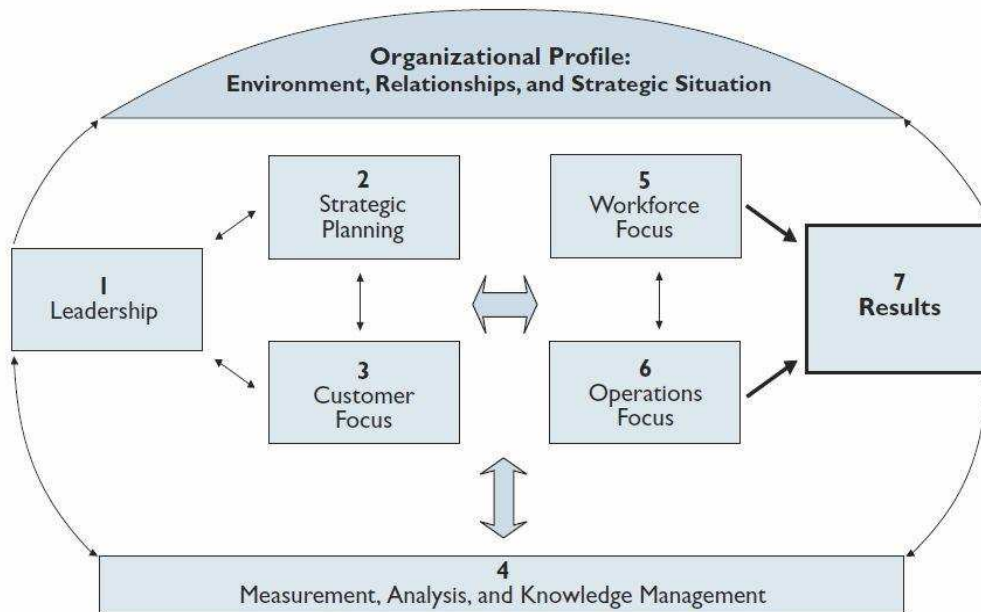 Organizational Profile:
Environment, Relationships, and Strategic Situation
2
Strategic
Planning
5
Workforce
Focus
1
Leadership
7
Results
3
Customer
Focus
6
Operations
Focus
4
Measurement, Analysis, and Knowledge Management